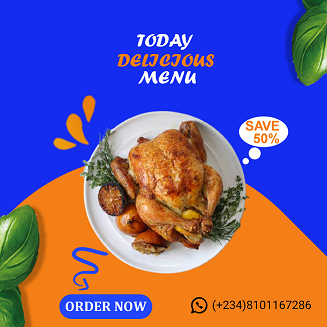 TODAY
DELICIOUS
MENU
SAVE
50%
ORDER NOW
(+234)8101167286